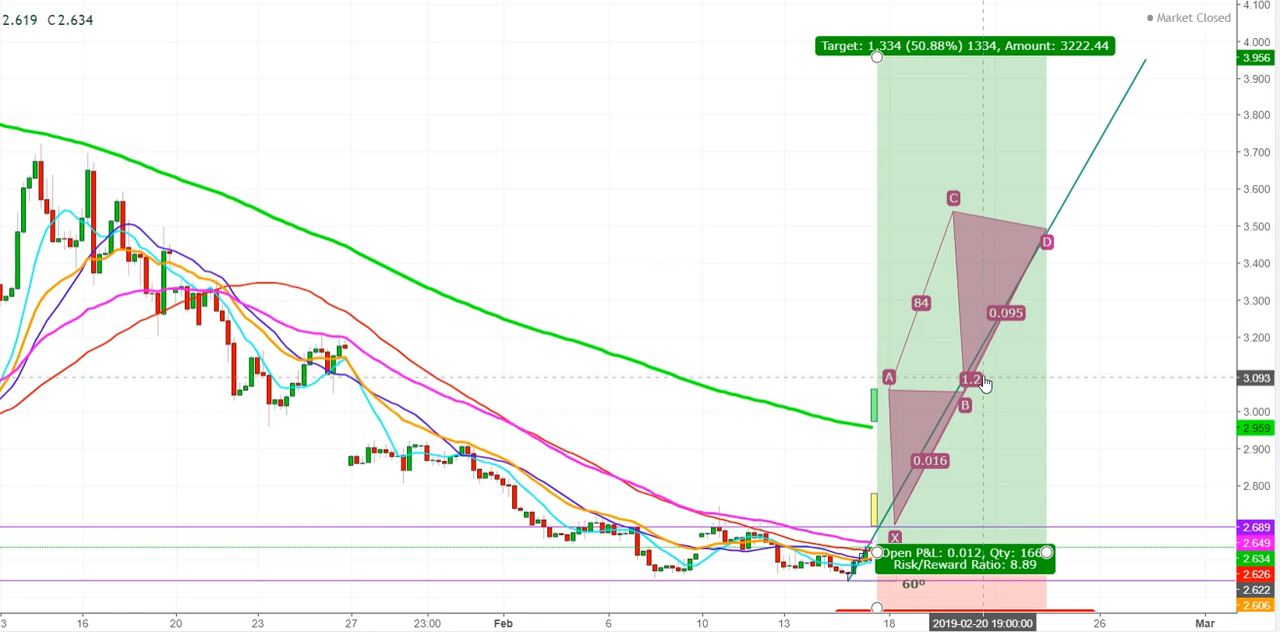 2.619 C2.634
Market Closed
Target: 1.334 (50.88%) 1334, Amount: 3222.44
C
D
84
0.095
A
1.2
B
0.016
X
Open P&L: 0.012, Qty: 166
Risk/Reward Ratio: 8.89
60º
4.100
4.000
3.956
3.900
3.800
3.700
3.600
3.500
3.400
3.300
3.200
3.093
3.000
2.959
2.900
2.800
2.689
2.649
2.634
2.626
2.622
2.606
3 16 20 23 27 23:00 Feb 6 10 13 18 2019-02-20 19:00:00 26 Mar